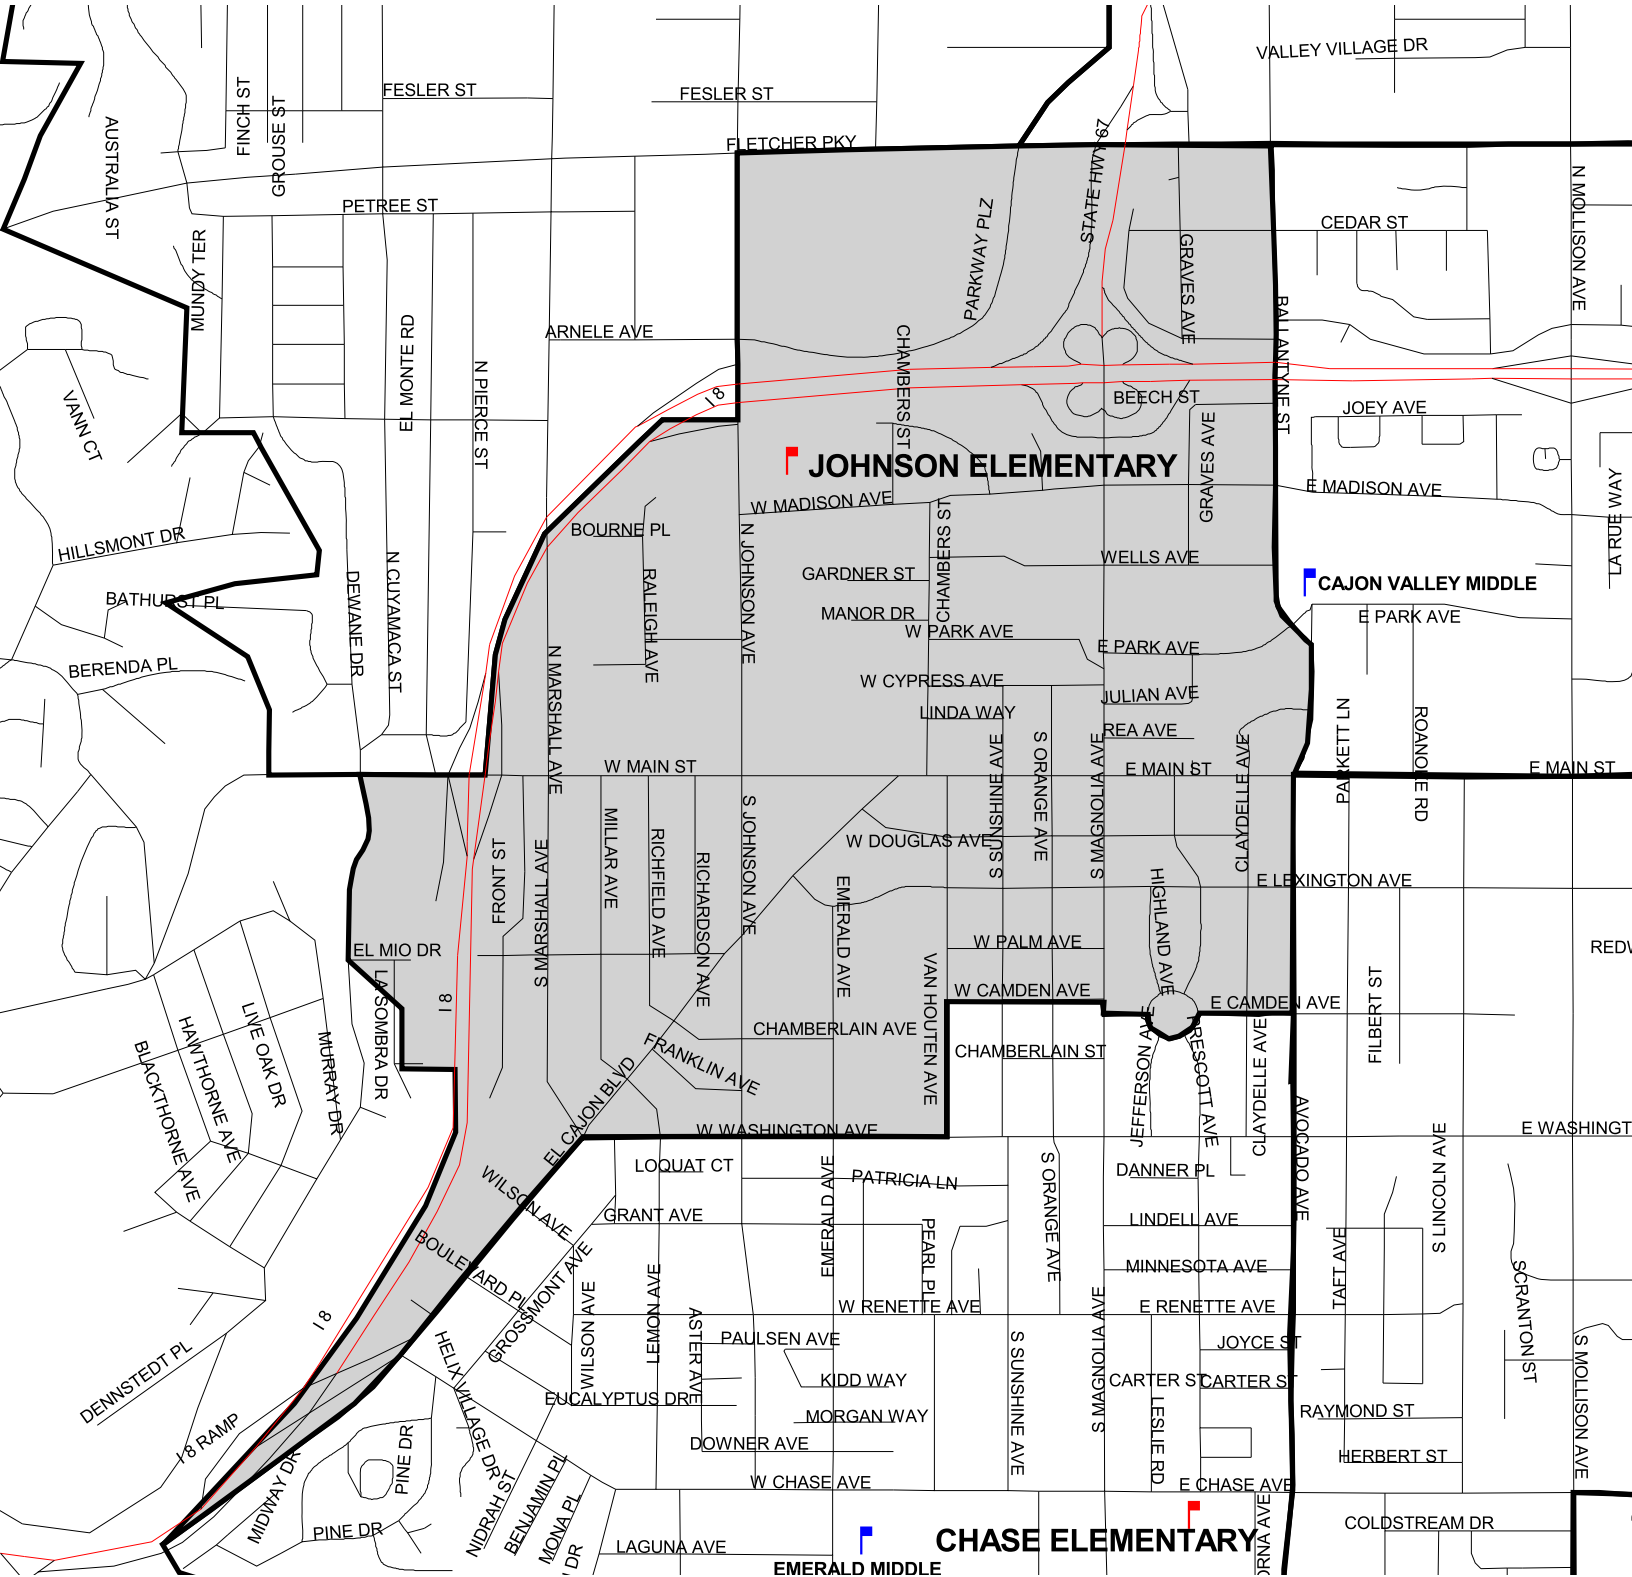 VALLEY VILLAGE DR
FINCH ST
GROUSE ST
FESLER ST
FESLER ST
AUSTRALIA ST
FLETCHER PKY
STATE HWY 67
N MOLLISON AVE
PETREE ST
CEDAR ST
PARKWAY PLZ
GRAVES AVE
MUNDY TER
ARNELE AVE
EL MONTE RD
BALLANTYNE ST
CHAMBERS ST
N PIERCE ST
VANN CT
I 8
BEECH ST
JOEY AVE
GRAVES AVE
JOHNSON ELEMENTARY
W MADISON AVE
E MADISON AVE
LA RUE WAY
HILLSMONT DR
BOURNE PL
N JOHNSON AVE
CHAMBERS ST
WELLS AVE
GARDNER ST
CAJON VALLEY MIDDLE
N CUYAMACA ST
DEWANE DR
RALEIGH AVE
BATHURST PL
MANOR DR
W PARK AVE
E PARK AVE
E PARK AVE
BERENDA PL
N MARSHALL AVE
W CYPRESS AVE
JULIAN AVE
LINDA WAY
REA AVE
PARKETT LN
ROANOKE RD
S SUNSHINE AVE
S ORANGE AVE
S MAGNOLIA AVE
CLAYDELLE AVE
W MAIN ST
E MAIN ST
E MAIN ST
S JOHNSON AVE
MILLAR AVE
RICHFIELD AVE
RICHARDSON AVE
FRONT ST
S MARSHALL AVE
W DOUGLAS AVE
EMERALD AVE
HIGHLAND AVE
E LEXINGTON AVE
EL MIO DR
W PALM AVE
REDW
VAN HOUTEN AVE
FILBERT ST
LA SOMBRA DR
I 8
W CAMDEN AVE
E CAMDEN AVE
LIVE OAK DR
HAWTHORNE AVE
BLACKTHORNE AVE
MURRAY DR
CHAMBERLAIN AVE
FRANKLIN AVE
CHAMBERLAIN ST
JEFFERSON AVE
PRESCOTT AVE
CLAYDELLE AVE
EL CAJON BLVD
W WASHINGTON AVE
AVOCADO AVE
E WASHINGT
S LINCOLN AVE
LOQUAT CT
WILSON AVE
EMERALD AVE
PATRICIA LN
S ORANGE AVE
DANNER PL
GRANT AVE
PEARL PL
LINDELL AVE
TAFT AVE
BOULEVARD PL
GROSSMONT AVE
MINNESOTA AVE
SCRANTON ST
WILSON AVE
LEMON AVE
ASTER AVE
W RENETTE AVE
S MAGNOLIA AVE
E RENETTE AVE
I 8
HELIX VILLAGE DR
PAULSEN AVE
S SUNSHINE AVE
JOYCE ST
S MOLLISON AVE
DENNSTEDT PL
KIDD WAY
CARTER ST
CARTER ST
EUCALYPTUS DR
LESLIE RD
MORGAN WAY
RAYMOND ST
I 8 RAMP
PINE DR
DOWNER AVE
HERBERT ST
MIDWAY DR
NIDRAH ST
BENJAMIN PL
MONA PL
W CHASE AVE
E CHASE AVE
PINE DR
COLDSTREAM DR
CHASE ELEMENTARY
ORNA AVE
LAGUNA AVE
DR
EMERALD MIDDLE